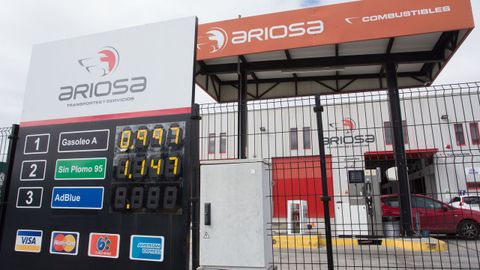 ARIOSA
TRANSPORTES Y SERVICIOS
1 Gasoleo A 0.997
2 Sin Plomo 95 1.147
3 AdBlue
VISA MasterCard AMERICAN EXPRESS
ARIOSA COMBUSTIBLES
ARIOSA